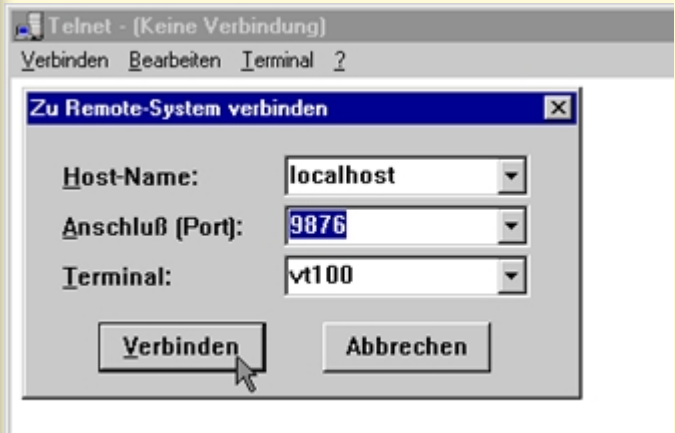 Telnet - (Keine Verbindung)
Verbinden Bearbeiten Terminal ?
Zu Remote-System verbinden
Host-Name: localhost
Anschluß (Port): 9876
Terminal: vt100
Verbinden Abbrechen